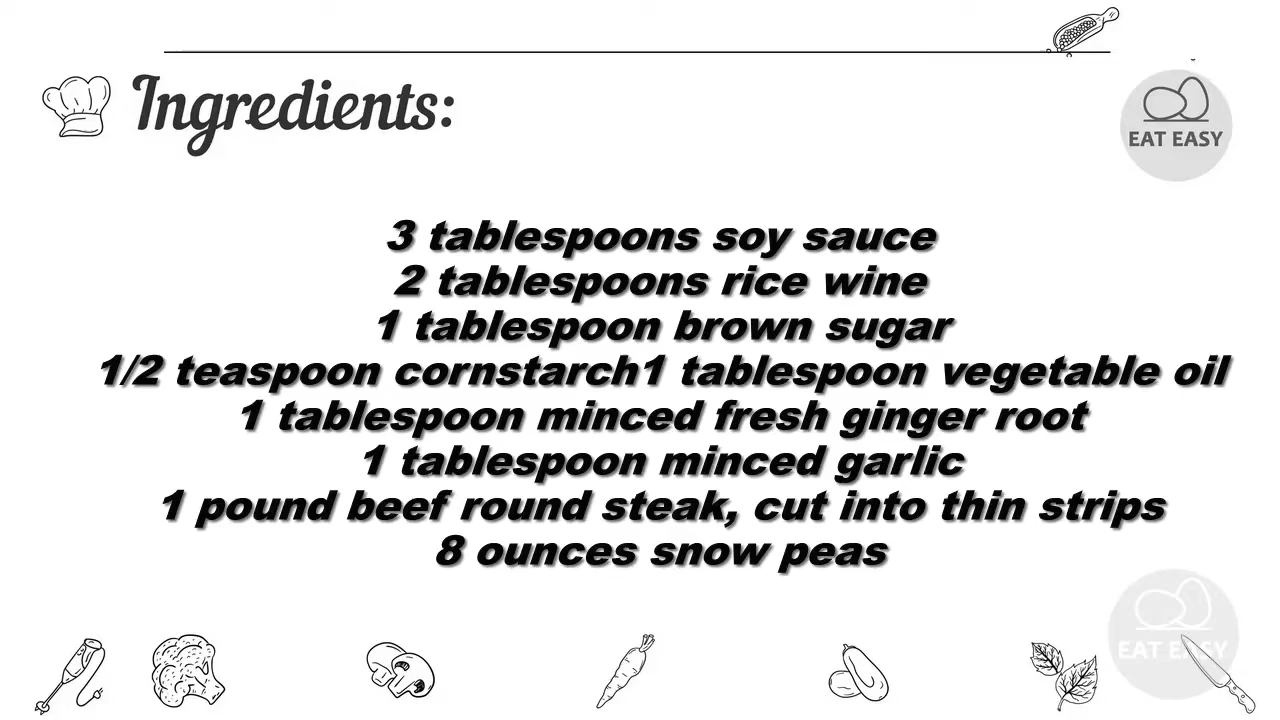 Ingredients:
EAT EASY
3 tablespoons soy sauce
2 tablespoons rice wine
1 tablespoon brown sugar
1/2 teaspoon cornstarch1 tablespoon vegetable oil
1 tablespoon minced fresh ginger root
1 tablespoon minced garlic
1 pound beef round steak, cut into thin strips
8 ounces snow peas
EAT EASY